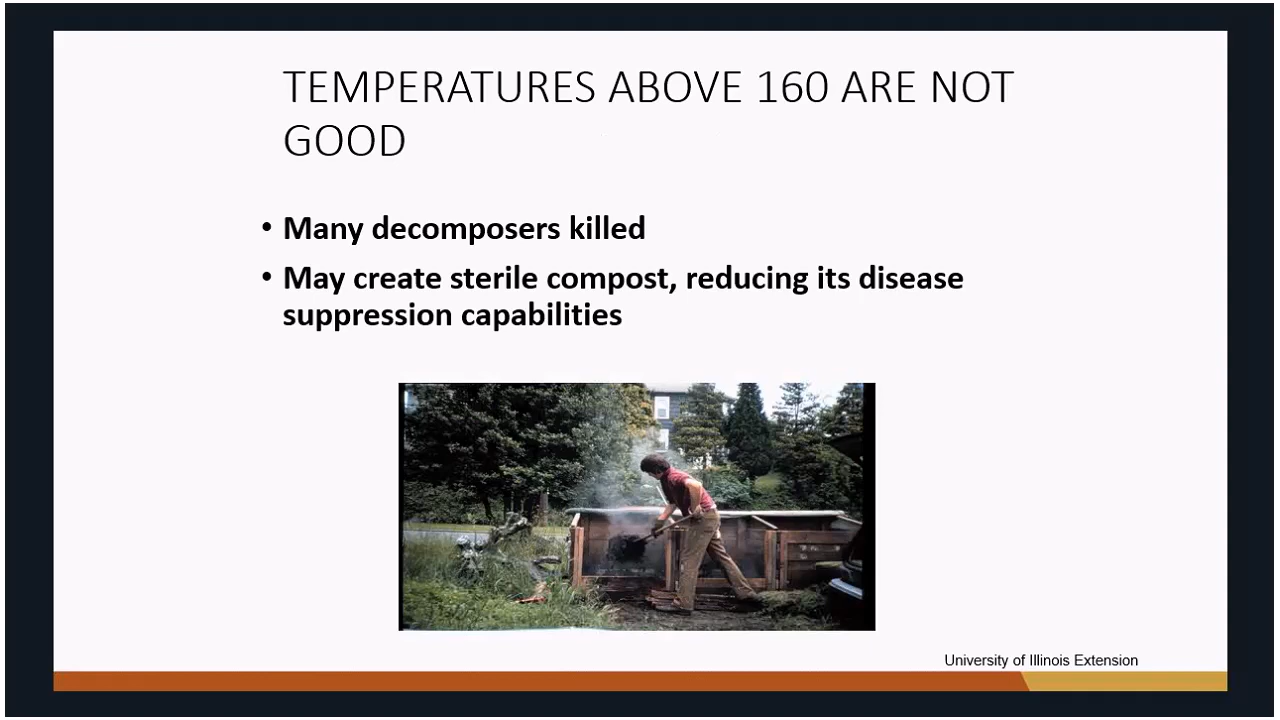 TEMPERATURES ABOVE 160 ARE NOT
GOOD
• Many decomposers killed
• May create sterile compost, reducing its disease
suppression capabilities
University of Illinois Extension